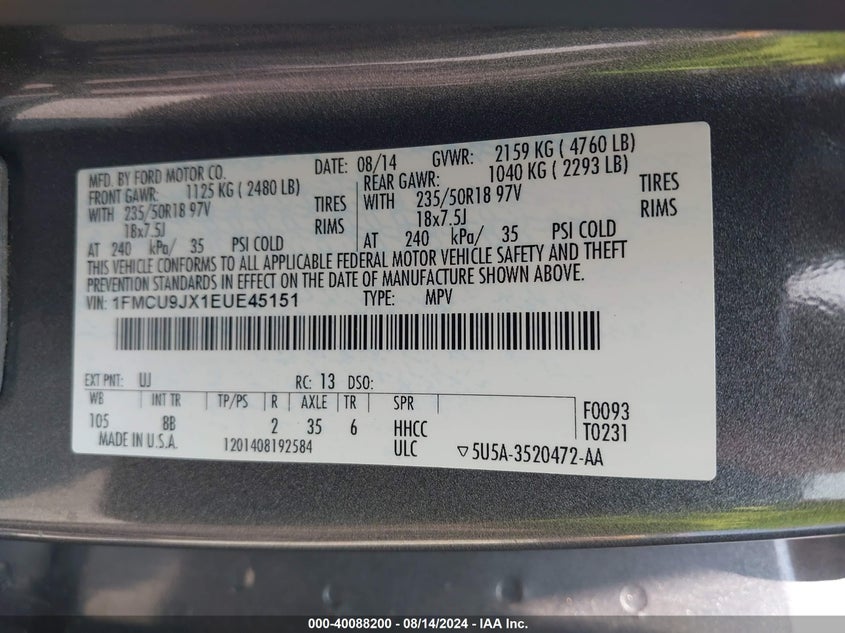 MFD. BY FORD MOTOR CO. DATE: 08/14 GVWR: 2159 KG ( 4760 LB)
FRONT GAWR: 1125 KG ( 2480 LB) REAR GAWR: 1040 KG ( 2293 LB)
WITH 235/50R18 97V TIRES WITH 235/50R18 97V TIRES
18x7.5J RIMS 18x7.5J RIMS
AT 240 kPa/ 35 PSI COLD AT 240 kPa/ 35 PSI COLD
THIS VEHICLE CONFORMS TO ALL APPLICABLE FEDERAL MOTOR VEHICLE SAFETY AND THEFT
PREVENTION STANDARDS IN EFFECT ON THE DATE OF MANUFACTURE SHOWN ABOVE.
VIN: 1FMCU9JX1EUE45151 TYPE: MPV
EXT PNT: UJ RC: 13 DSO:
WB INT TR TP/PS R AXLE TR SPR F0093
105 BB 2 35 6 HHCC T0231
MADE IN U.S.A. 1201408192584 ULC ▽5U5A-3520472-AA
000-40088200 - 08/14/2024 - IAA Inc.